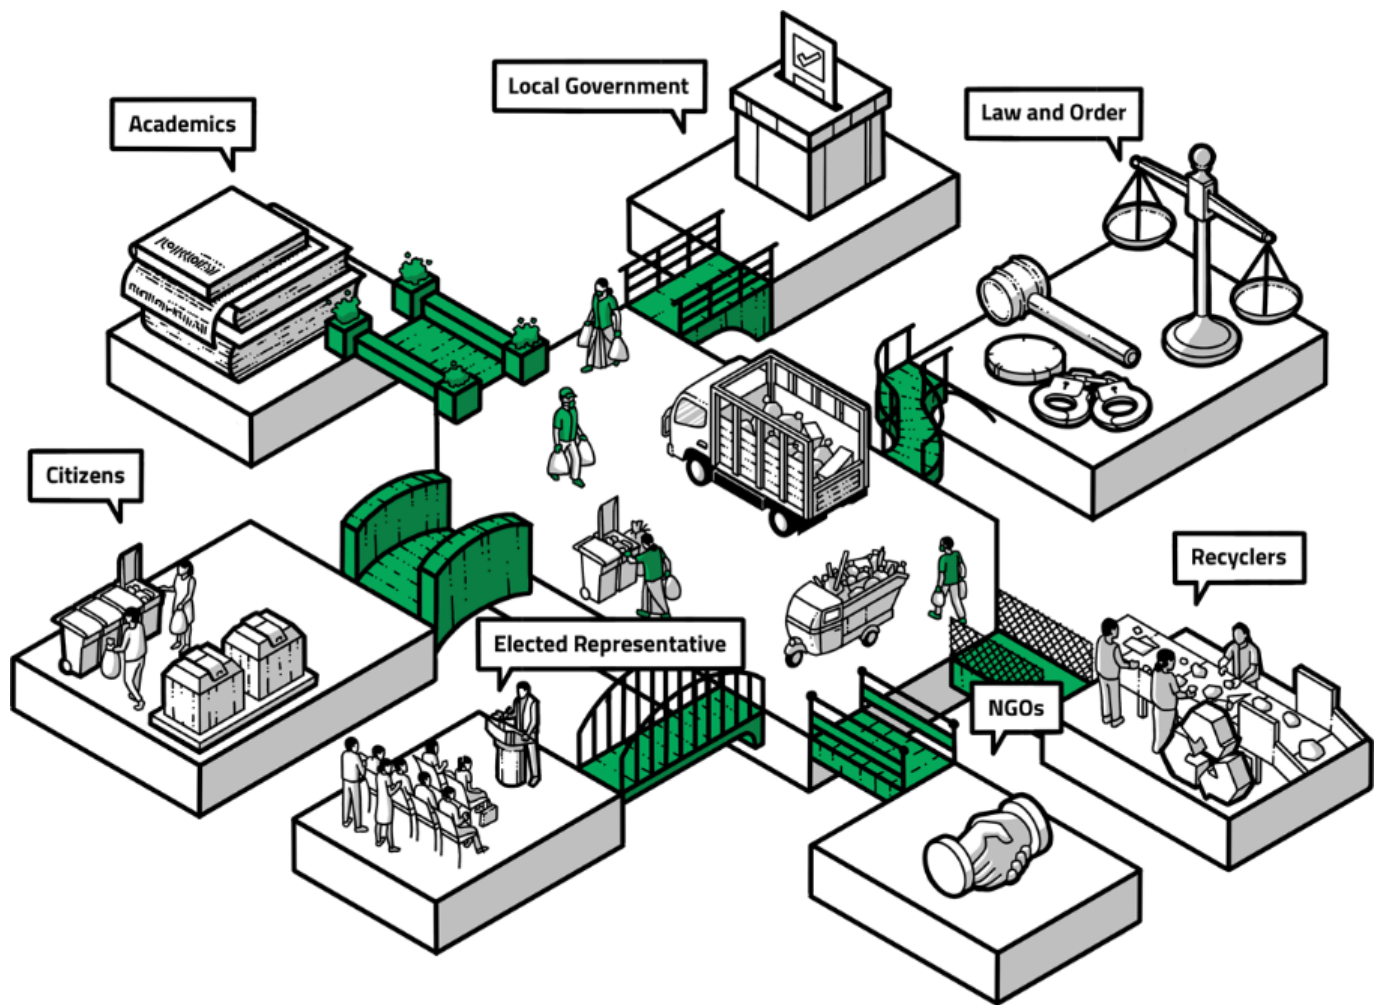 Local Government
Academics
Law and Order
Citizens
Recyclers
Elected Representative
NGOs